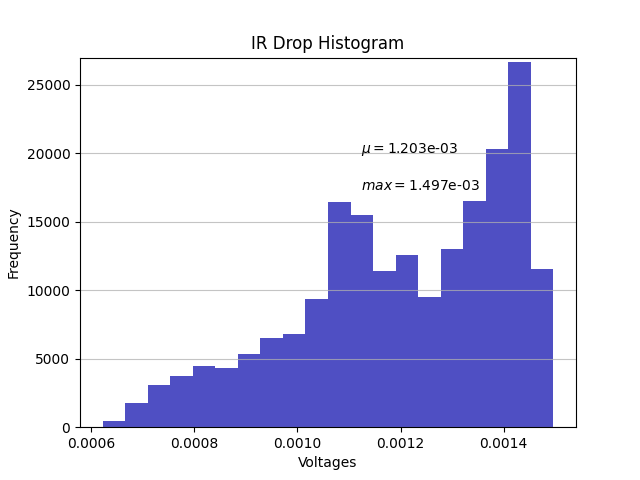 IR Drop Histogram
25000
20000
15000
10000
5000
0
Frequency
μ = 1.203e-03
max = 1.497e-03
0.0006 0.0008 0.0010 0.0012 0.0014
Voltages